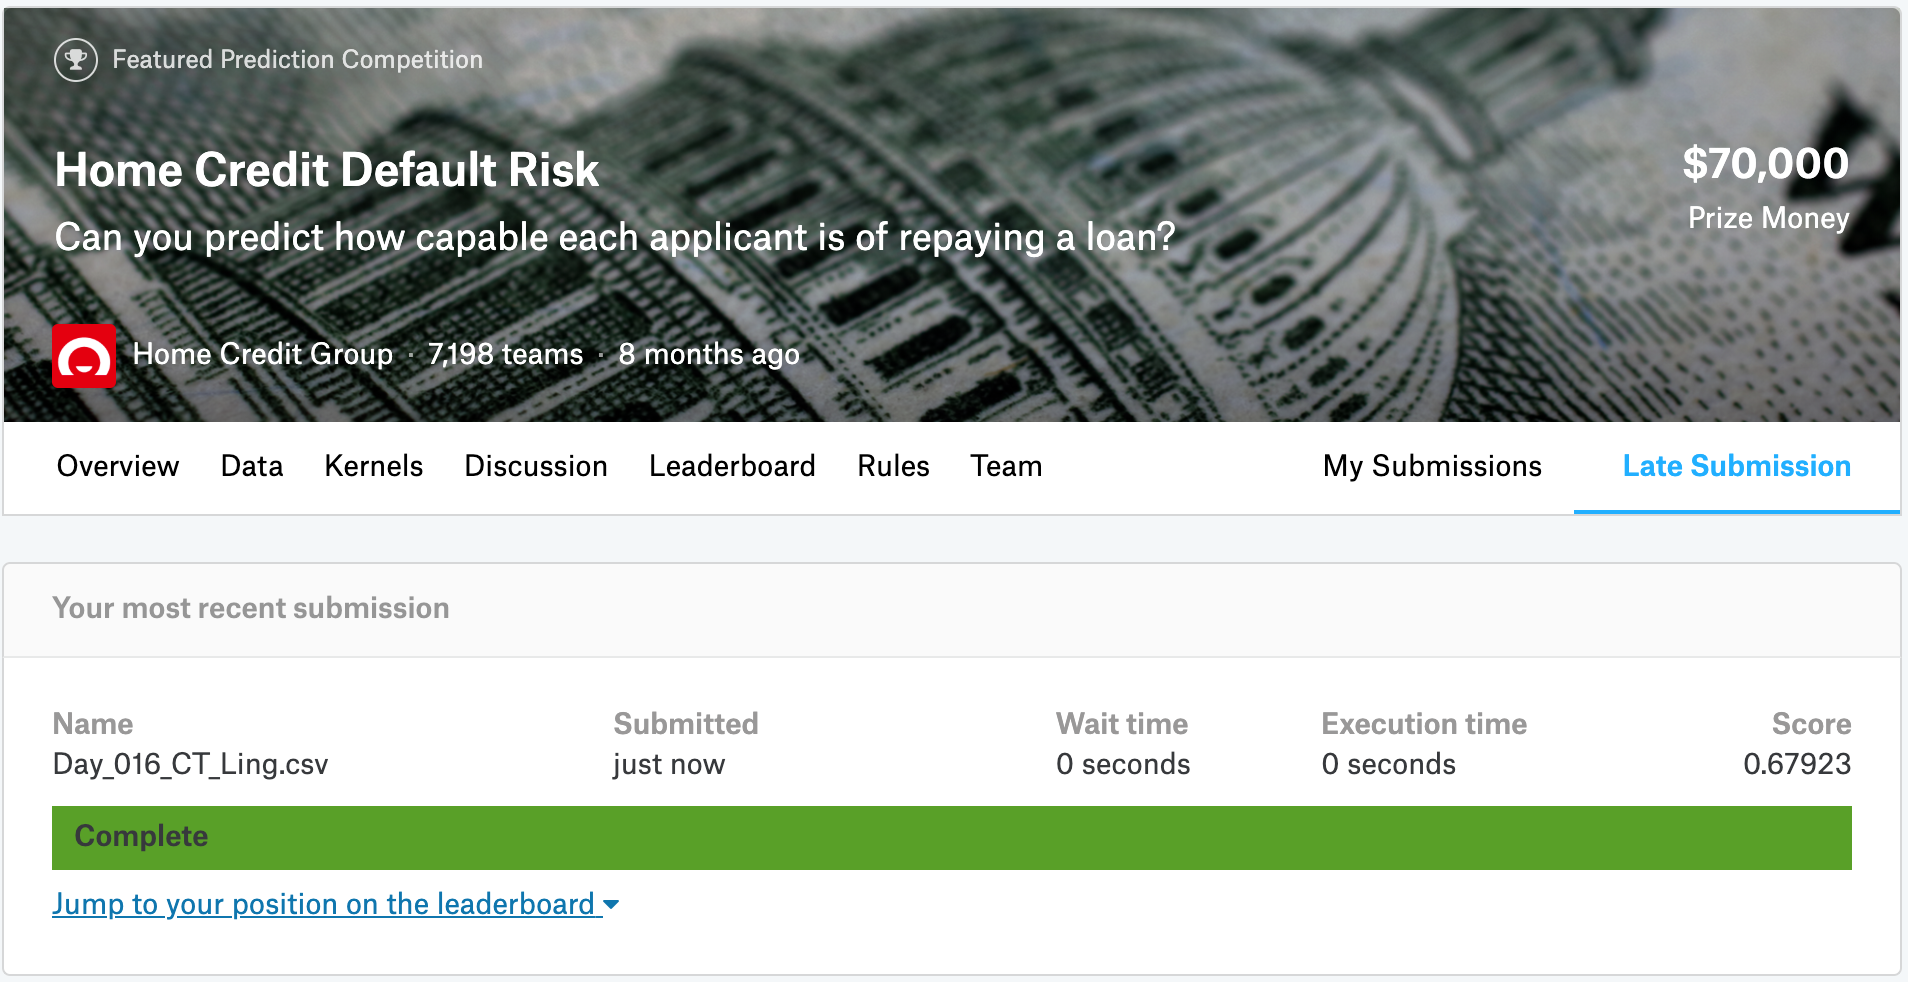 Featured Prediction Competition
Home Credit Default Risk
Can you predict how capable each applicant is of repaying a loan?
$70,000
Prize Money
Home Credit Group · 7,198 teams · 8 months ago
Overview Data Kernels Discussion Leaderboard Rules Team My Submissions Late Submission
Your most recent submission
Name Submitted Wait time Execution time Score
Day_016_CT_Ling.csv just now 0 seconds 0 seconds 0.67923
Complete
Jump to your position on the leaderboard